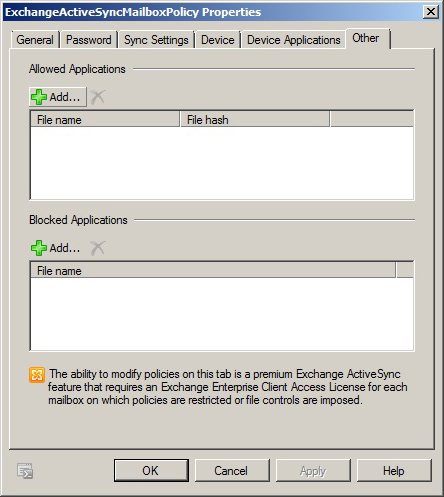 ExchangeActiveSyncMailboxPolicy Properties
General Password Sync Settings Device Device Applications Other
Allowed Applications
Add...
File name File hash
Blocked Applications
Add...
File name
The ability to modify policies on this tab is a premium Exchange ActiveSync
feature that requires an Exchange Enterprise Client Access License for each
mailbox on which policies are restricted or file controls are imposed.
OK Cancel Apply Help